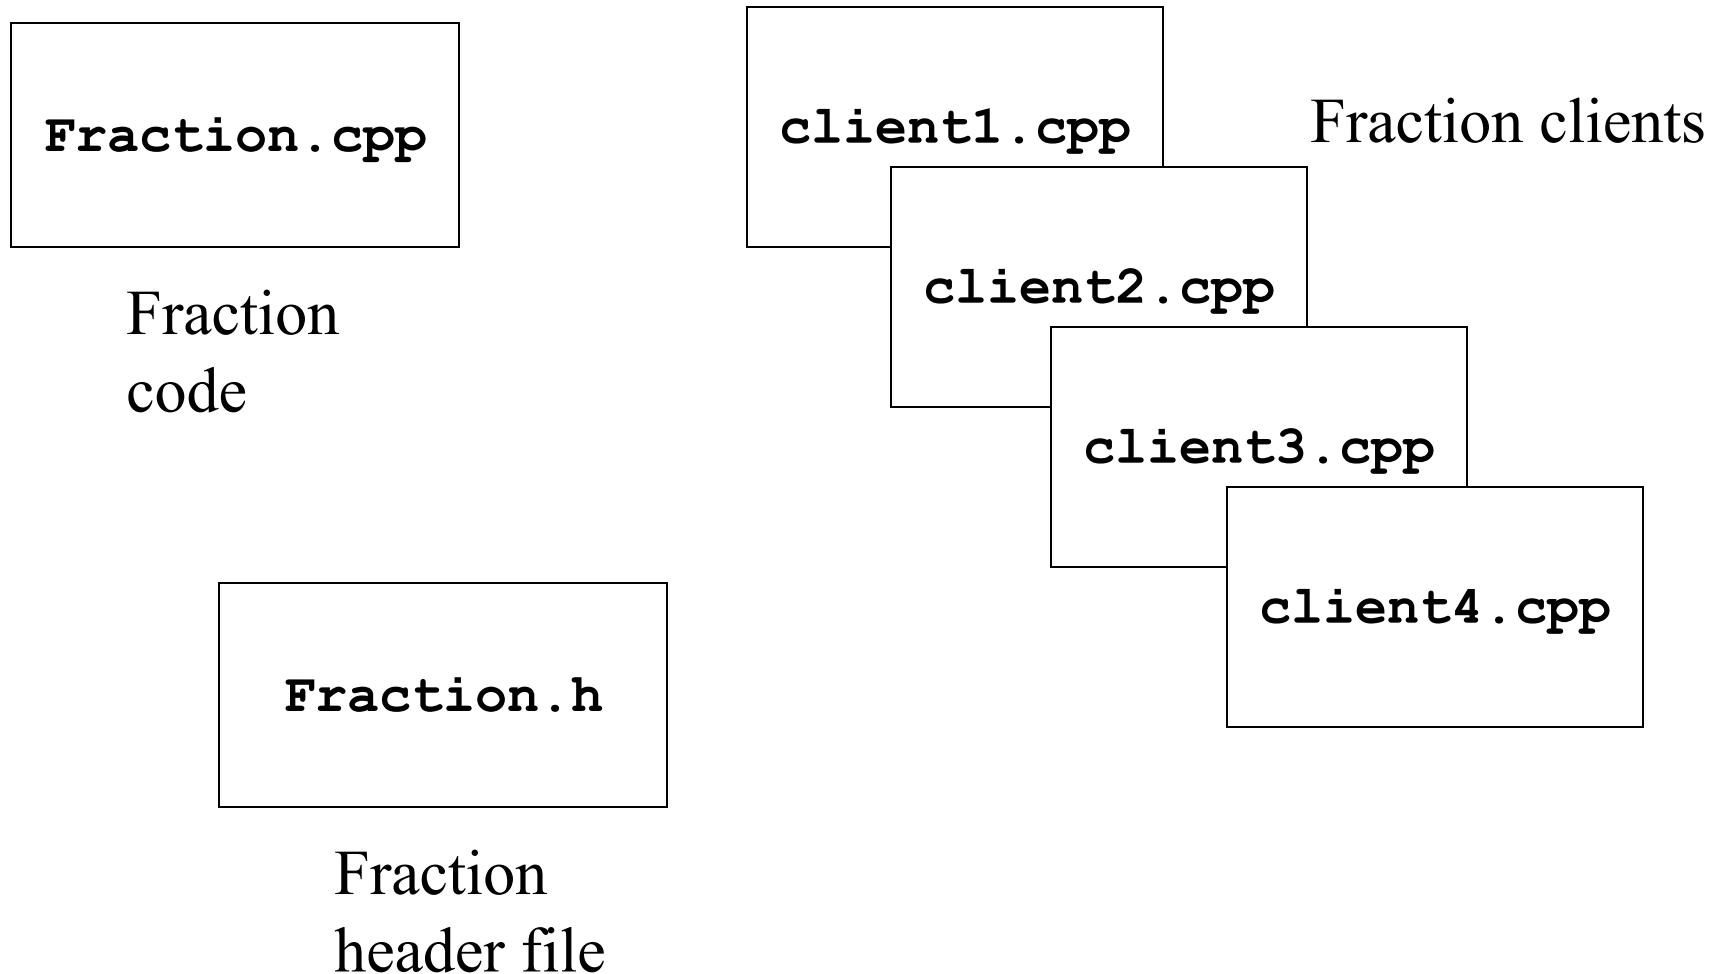 Fraction.cpp
Fraction
code
Fraction.h
Fraction
header file
client1.cpp
Fraction clients
client2.cpp
client3.cpp
client4.cpp